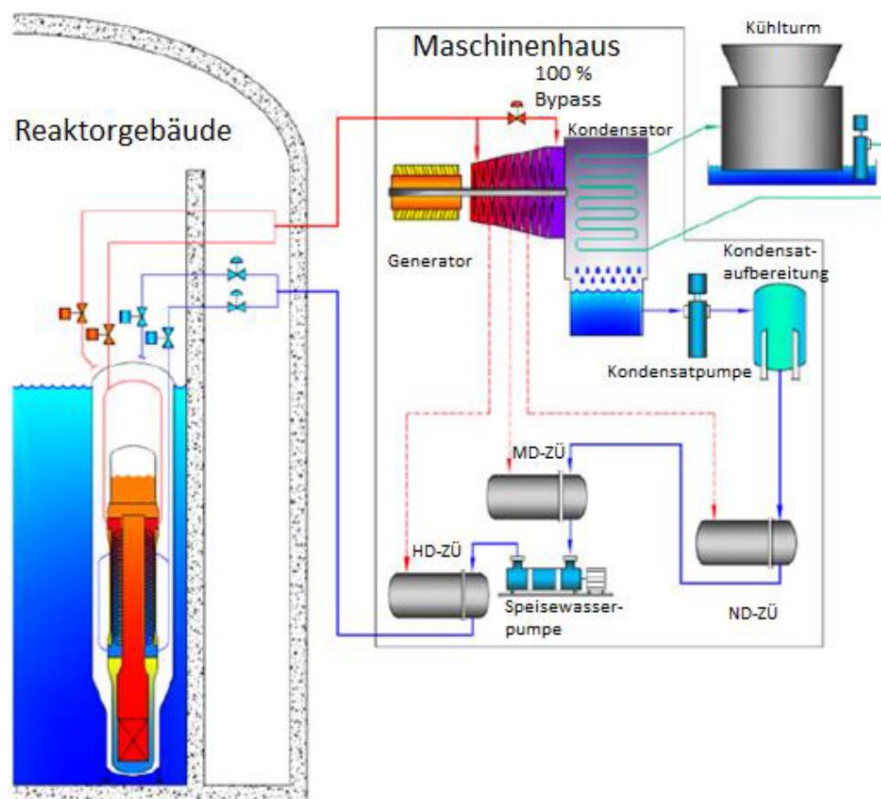 Reaktorgebäude
Maschinenhaus
100 %
Bypass
Kondensator
Kühlturm
Generator
Kondensat-
aufbereitung
Kondensatpumpe
MD-ZÜ
HD-ZÜ
Speisewasser-
pumpe
ND-ZÜ